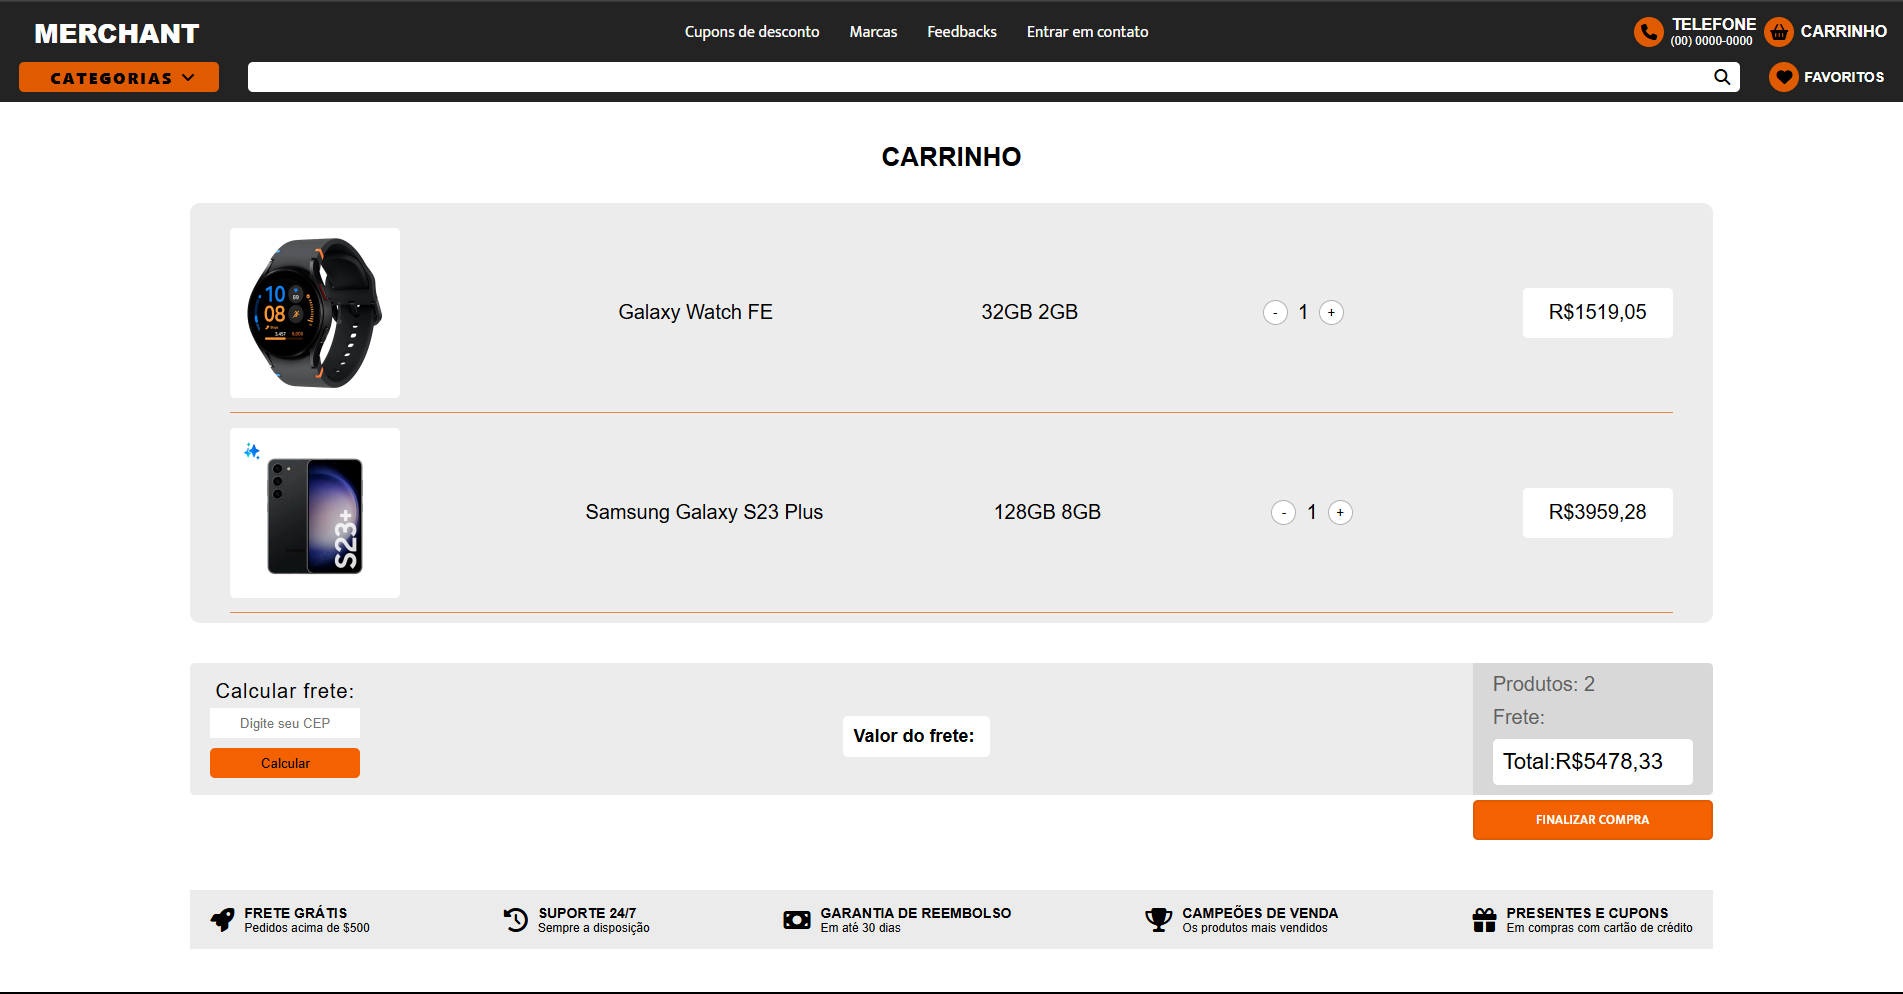 MERCHANT
Cupons de desconto Marcas Feedbacks Entrar em contato
TELEFONE
(00) 0000-0000
CARRINHO
CATEGORIAS
FAVORITOS
CARRINHO
10
08
Galaxy Watch FE 32GB 2GB - 1 + R$1519,05
S23+
Samsung Galaxy S23 Plus 128GB 8GB - 1 + R$3959,28
Calcular frete:
Digite seu CEP
Calcular
Valor do frete:
Produtos: 2
Frete:
Total:R$5478,33
FINALIZAR COMPRA
FRETE GRÁTIS
Pedidos acima de $500
SUPORTE 24/7
Sempre a disposição
GARANTIA DE REEMBOLSO
Em até 30 dias
CAMPEÕES DE VENDA
Os produtos mais vendidos
PRESENTES E CUPONS
Em compras com cartão de crédito